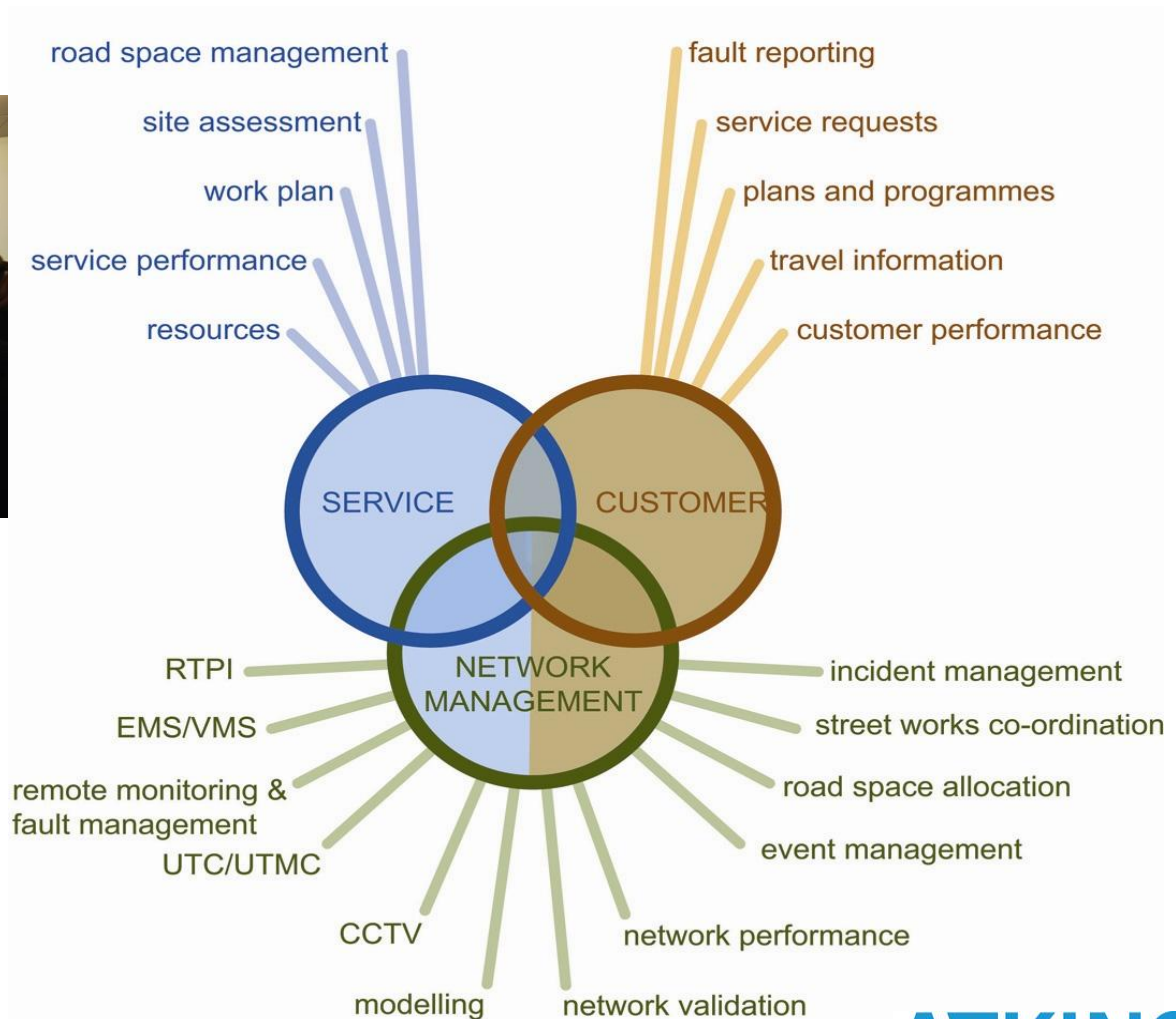 road space management
site assessment
work plan
service performance
resources
fault reporting
service requests
plans and programmes
travel information
customer performance
SERVICE
CUSTOMER
NETWORK
MANAGEMENT
RTPI
EMS/VMS
remote monitoring &
fault management
UTC/UTMC
CCTV
modelling
network validation
network performance
event management
road space allocation
street works co-ordination
incident management